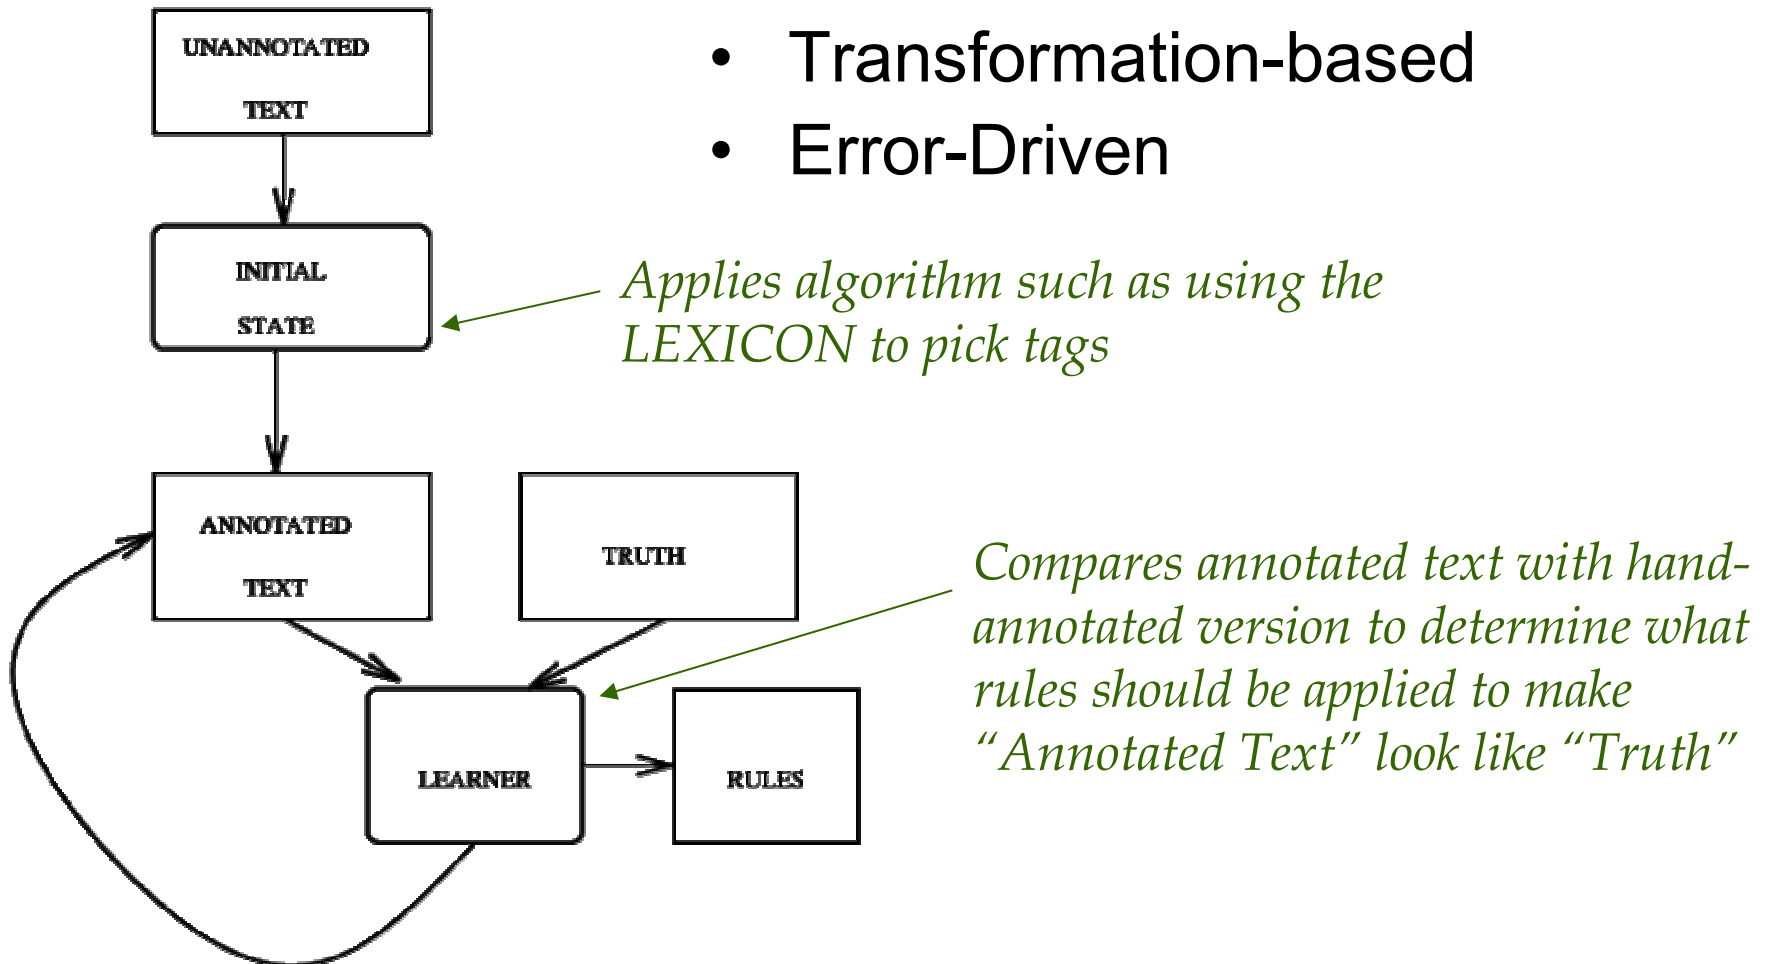 UNANNOTATED
TEXT
• Transformation-based
• Error-Driven
INITIAL
STATE
Applies algorithm such as using the
LEXICON to pick tags
ANNOTATED
TEXT
TRUTH
Compares annotated text with hand-
annotated version to determine what
rules should be applied to make
“Annotated Text” look like “Truth”
LEARNER
RULES